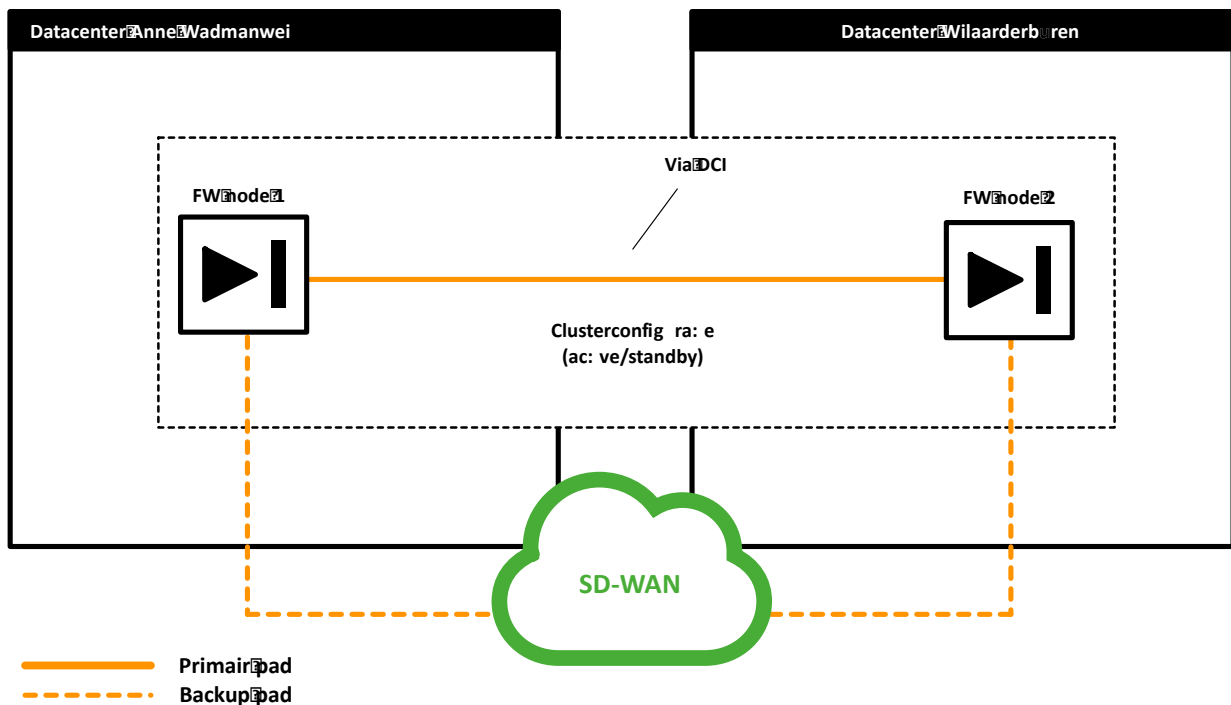 Datacenter Anne Wadmanwei
Datacenter Wilaarderburen
Via DCI
FW node 1
FW node 2
Clusterconfig ra: e
(ac: ve/standby)
SD-WAN
Primair pad
Backup pad